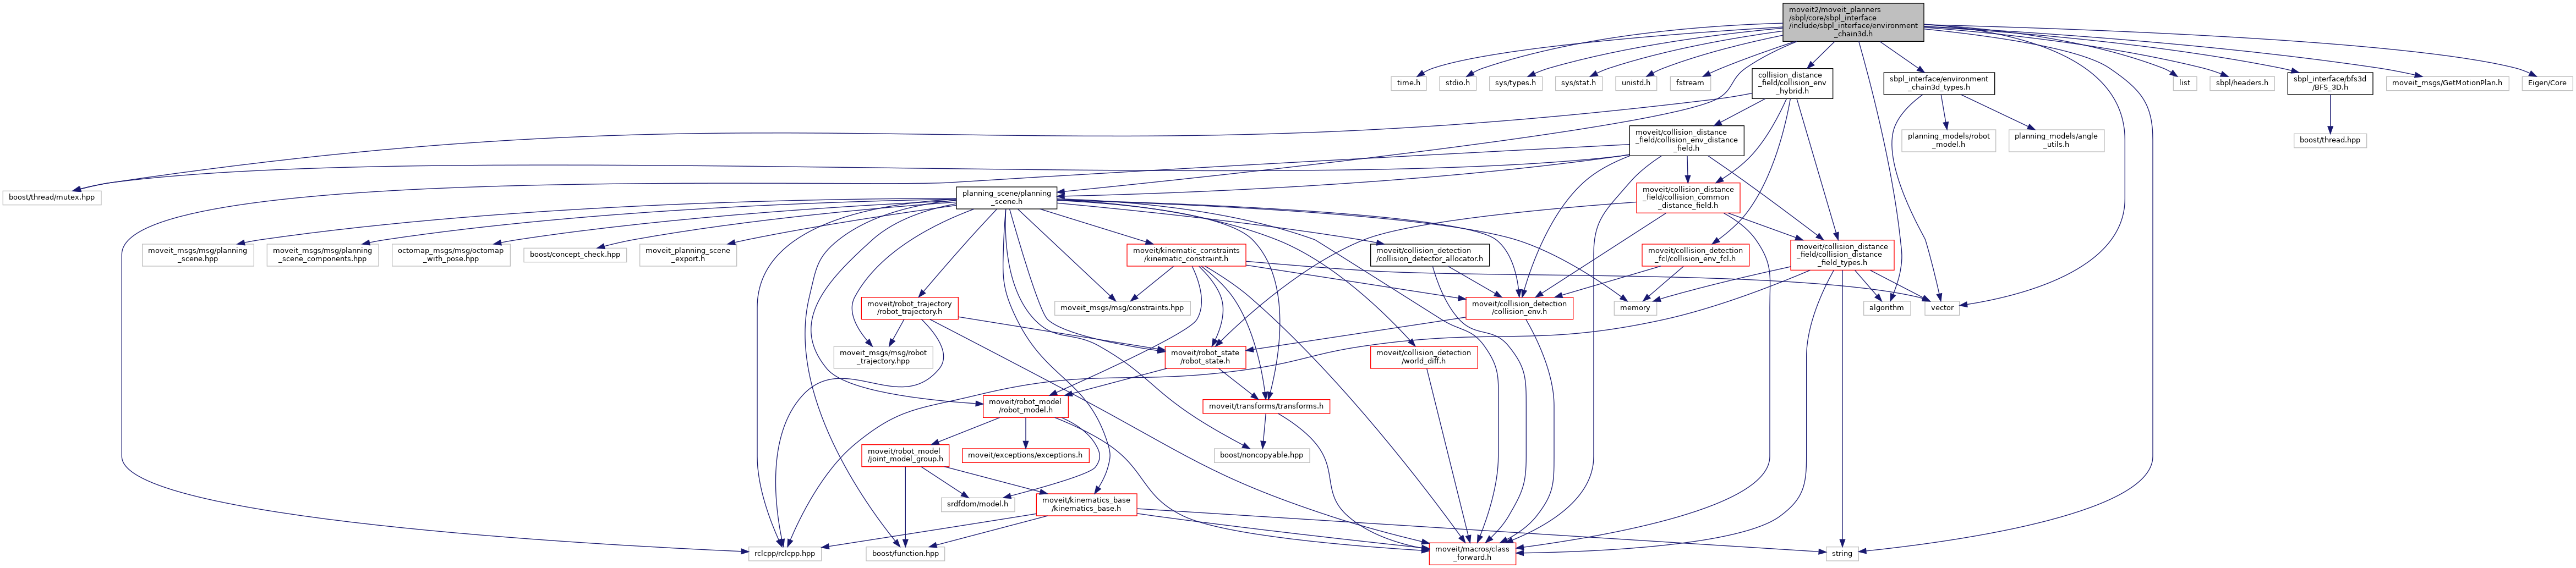 moveit2/moveit_planners
/sbpl/core/sbpl_interface
/include/sbpl_interface/environment
_chain3d.h
time.h
stdio.h
sys/types.h
sys/stat.h
unistd.h
fstream
collision_distance
_field/collision_env
_hybrid.h
sbpl_interface/environment
_chain3d_types.h
list
sbpl/headers.h
sbpl_interface/bfs3d
/BFS_3D.h
moveit_msgs/GetMotionPlan.h
Eigen/Core
moveit/collision_distance
_field/collision_env_distance
_field.h
planning_models/robot
_model.h
planning_models/angle
_utils.h
boost/thread.hpp
boost/thread/mutex.hpp
planning_scene/planning
_scene.h
moveit/collision_distance
_field/collision_common
_distance_field.h
moveit_msgs/msg/planning
_scene.hpp
moveit_msgs/msg/planning
_scene_components.hpp
octomap_msgs/msg/octomap
_with_pose.hpp
boost/concept_check.hpp
moveit_planning_scene
_export.h
moveit/kinematic_constraints
/kinematic_constraint.h
moveit/collision_detection
/collision_detector_allocator.h
moveit/collision_detection
_fcl/collision_env_fcl.h
moveit/collision_distance
_field/collision_distance
_field_types.h
moveit/robot_trajectory
/robot_trajectory.h
moveit_msgs/msg/constraints.hpp
moveit/collision_detection
/collision_env.h
memory
algorithm
vector
moveit_msgs/msg/robot
_trajectory.hpp
moveit/robot_state
/robot_state.h
moveit/collision_detection
/world_diff.h
moveit/robot_model
/robot_model.h
moveit/transforms/transforms.h
moveit/robot_model
/joint_model_group.h
moveit/exceptions/exceptions.h
boost/noncopyable.hpp
srdfdom/model.h
moveit/kinematics_base
/kinematics_base.h
rclcpp/rclcpp.hpp
boost/function.hpp
moveit/macros/class
_forward.h
string